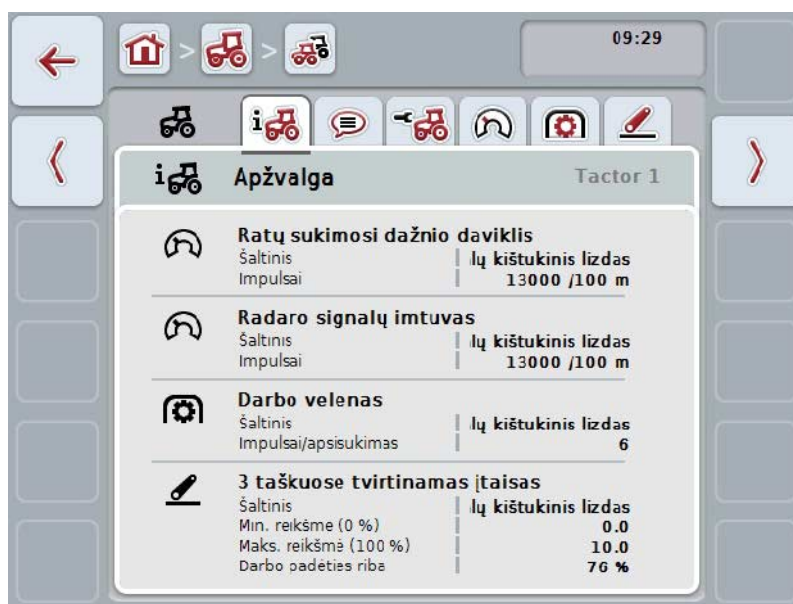 09:29
i
i Apžvalga Tactor 1
Ratų sukimosi dažnio daviklis
Šaltinis lų kištukinis lizdas
Impulsai 13000 /100 m
Radaro signalų imtuvas
Šaltinis lų kištukinis lizdas
Impulsai 13000 /100 m
Darbo velenas
Šaltinis lų kištukinis lizdas
Impulsai/apsisukimas 6
3 taškuose tvirtinamas įtaisas
Šaltinis lų kištukinis lizdas
Min. reikšmė (0 %) 0.0
Maks. reikšmė (100 %) 10.0
Darbo padėties riba 76 %